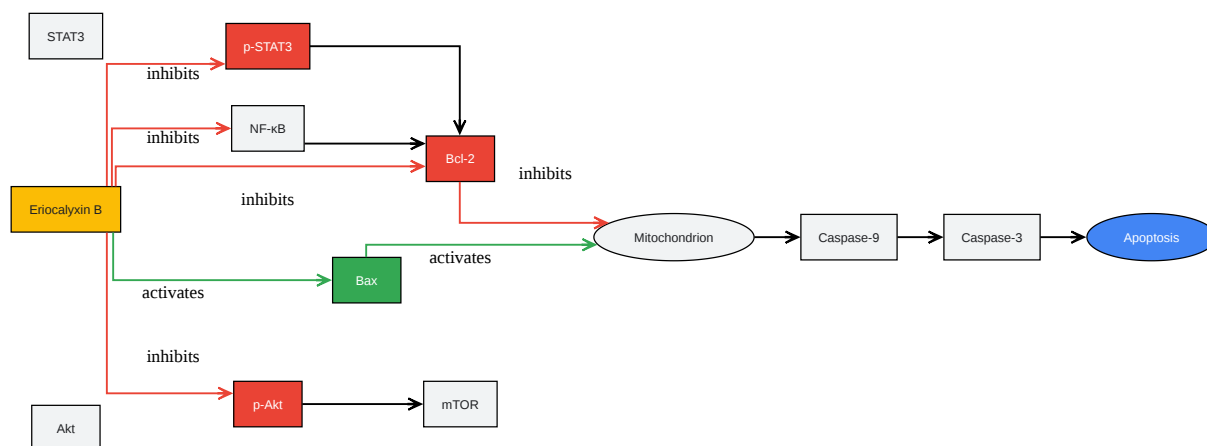 STAT3
p-STAT3
inhibits
NF-κB
inhibits
Bcl-2
inhibits
Eriocalyxin B
inhibits
Mitochondrion
Caspase-9
Caspase-3
Apoptosis
activates
Bax
activates
inhibits
p-Akt
mTOR
Akt